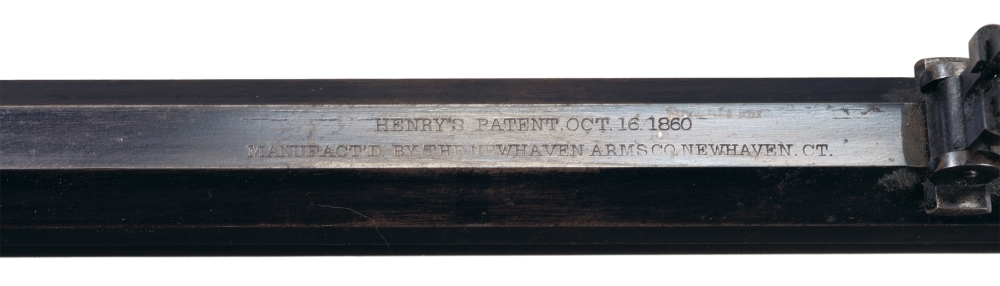 HENRY'S PATENT. OCT. 16. 1860
MANUFACT'D BY THE NEWHAVEN ARMS CO. NEWHAVEN. CT.